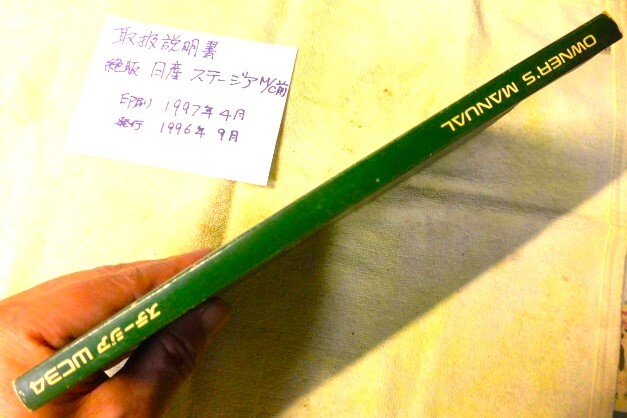 取扱説明書
絶版 日産 ステージア M/C前
印刷 1997年4月
発行 1996年9月
OWNER'S MANUAL
ステージア WC34